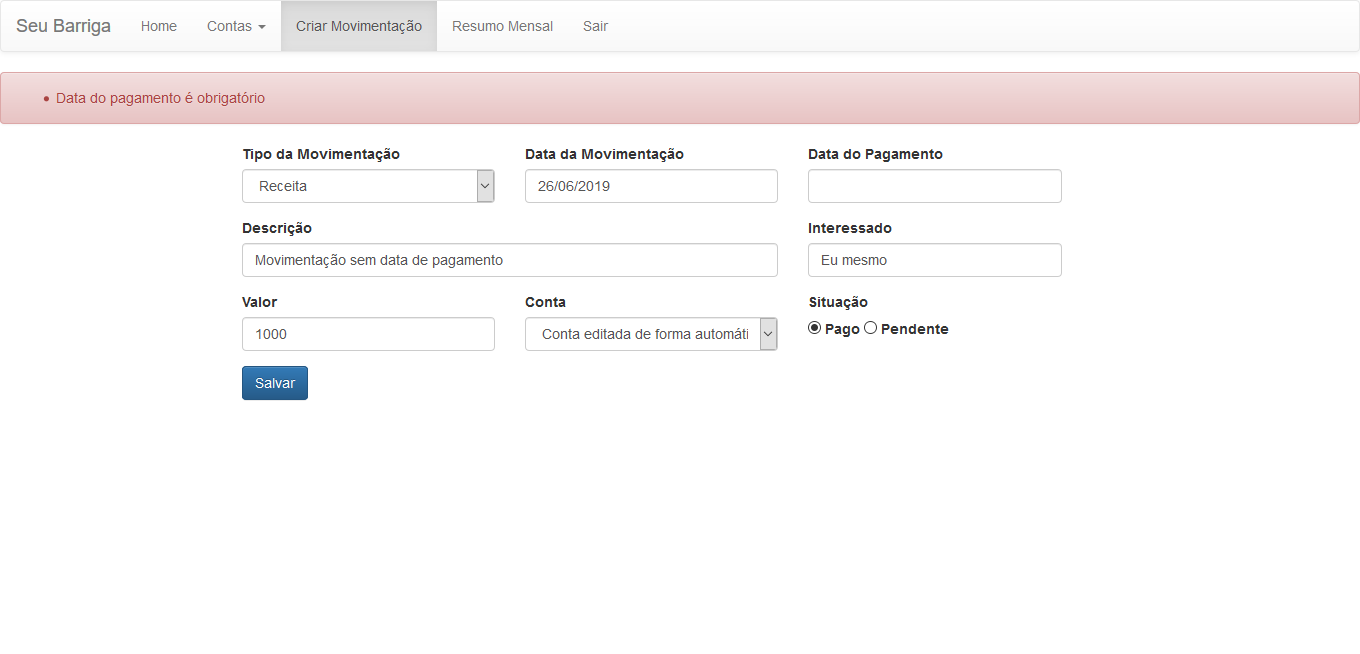 Seu Barriga Home Contas Criar Movimentação Resumo Mensal Sair
• Data do pagamento é obrigatório
Tipo da Movimentação Data da Movimentação Data do Pagamento
Receita 26/06/2019
Descrição Interessado
Movimentação sem data de pagamento Eu mesmo
Valor Conta Situação
1000 Conta editada de forma automáti Pago Pendente
Salvar